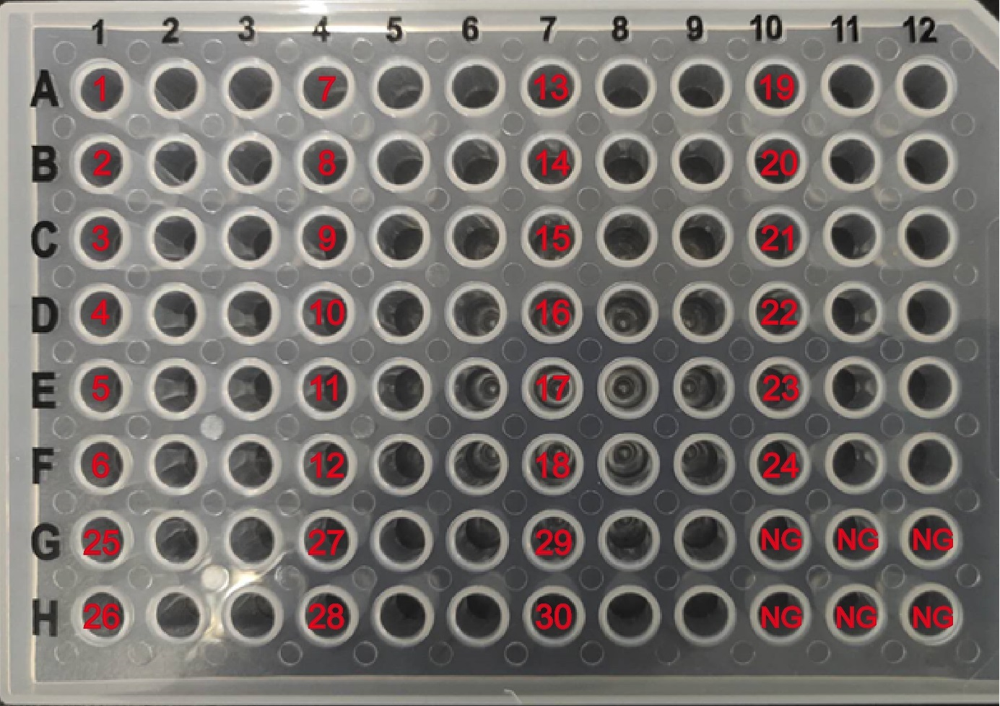 1 2 3 4 5 6 7 8 9 10 11 12
A 1 7 13 19
B 2 8 14 20
C 3 9 15 21
D 4 10 16 22
E 5 11 17 23
F 6 12 18 24
G 25 27 29 NG NG NG
H 26 28 30 NG NG NG